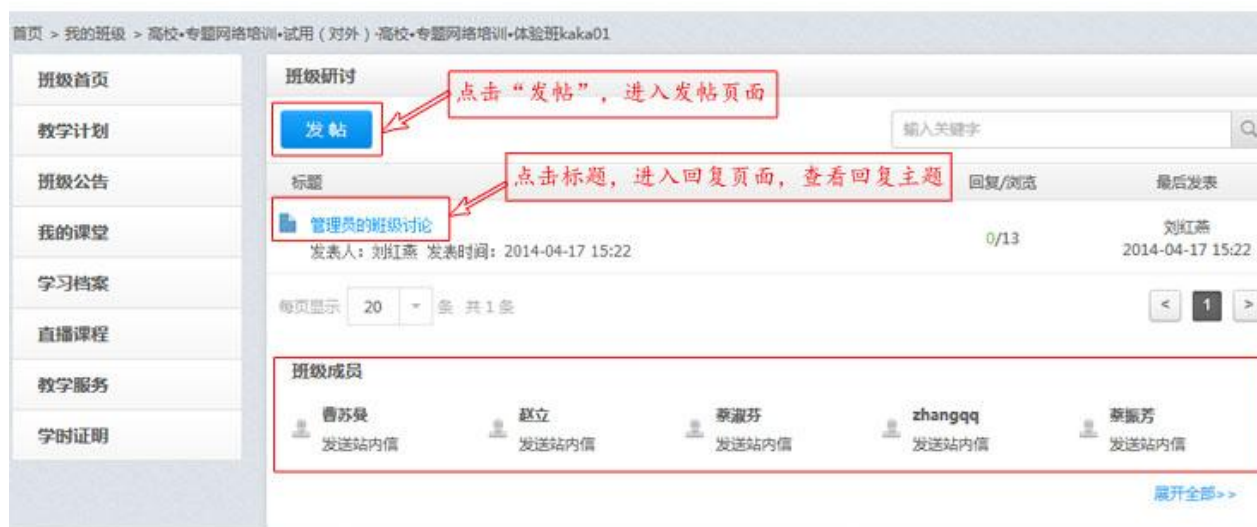 首页 > 我的班级 > 高校•专题网络培训•试用（对外）-高校•专题网络培训•体验班kaka01
班级首页
教学计划
班级公告
我的课堂
学习档案
直播课程
教学服务
学时证明
班级研讨
点击“发帖”，进入发帖页面
发 帖
输入关键字
点击标题，进入回复页面，查看回复主题
标题 回复/浏览 最后发表
管理员的班级讨论
发表人：刘红燕 发表时间：2014-04-17 15:22
0/13
刘红燕
2014-04-17 15:22
每页显示 20 条 共 1 条
< 1 >
班级成员
曹苏曼 赵立 蔡淑芬 zhangqq 蔡振芳
发送站内信 发送站内信 发送站内信 发送站内信 发送站内信
展开全部>>